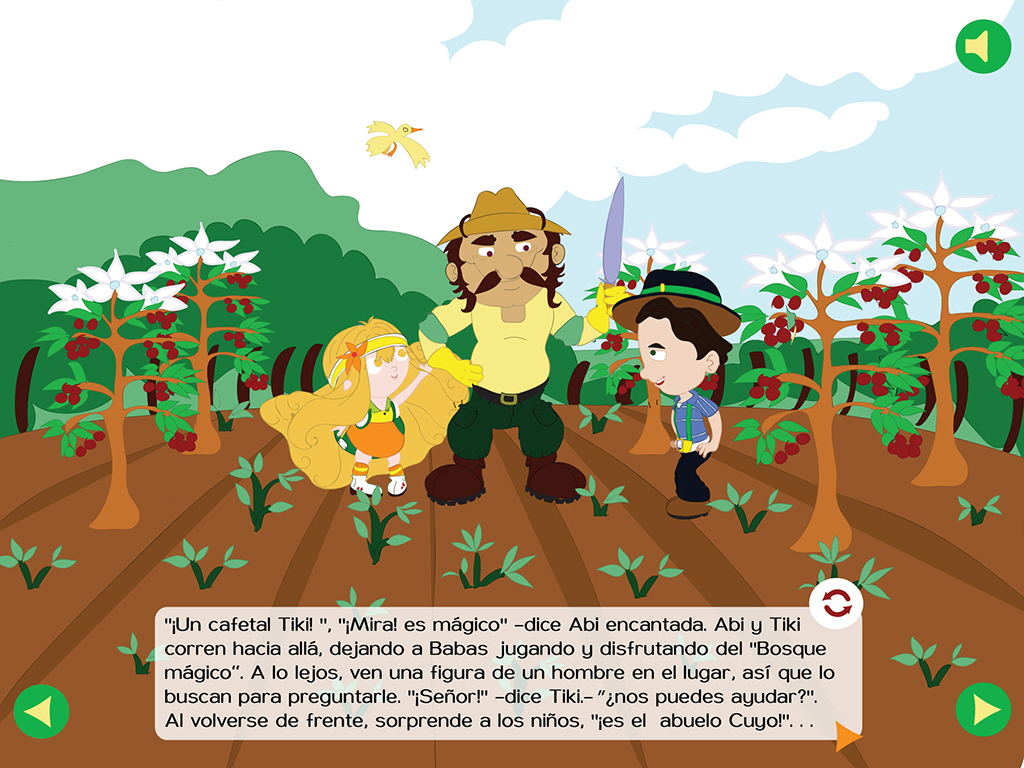 "¡Un cafetal Tiki! ", "¡Mira! es mágico" -dice Abi encantada. Abi y Tiki
corren hacia allá, dejando a Babas jugando y disfrutando del "Bosque
mágico”. A lo lejos, ven una figura de un hombre en el lugar, así que lo
buscan para preguntarle. "¡Señor!" -dice Tiki.- ”¿nos puedes ayudar?".
Al volverse de frente, sorprende a los niños, "¡es el abuelo Cuyo!". . .